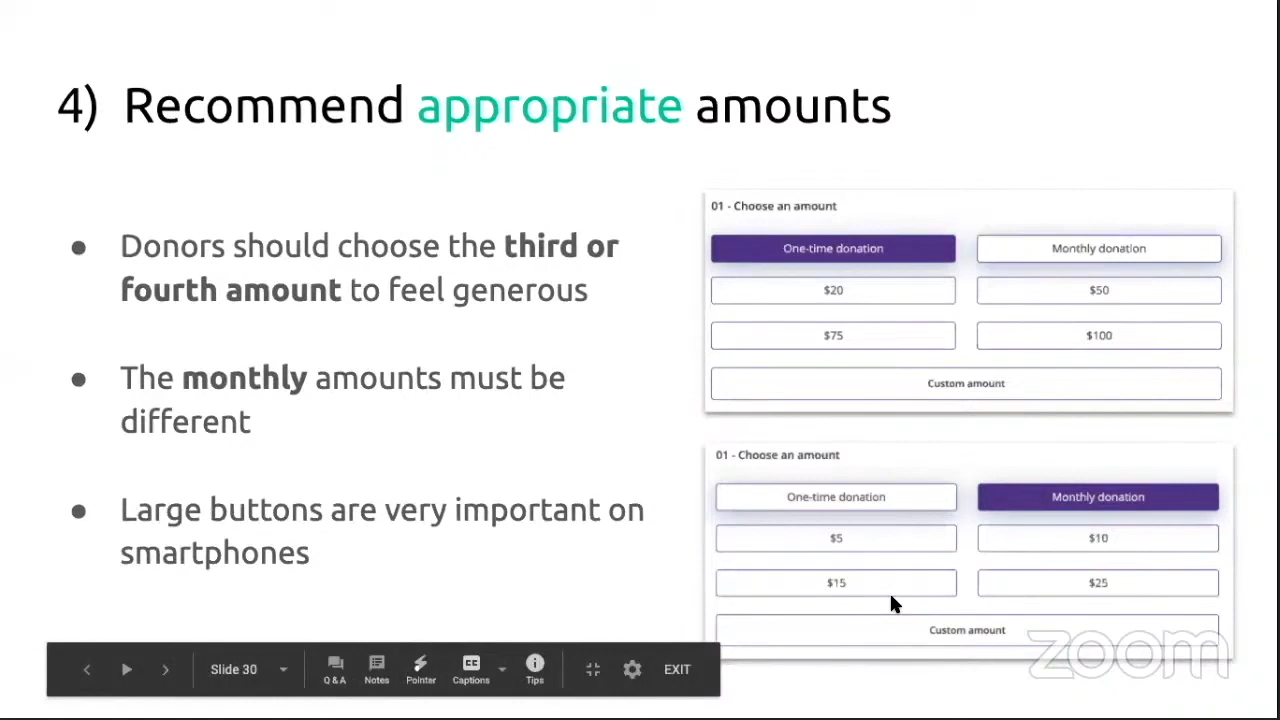 4) Recommend appropriate amounts
● Donors should choose the third or
fourth amount to feel generous
● The monthly amounts must be
different
● Large buttons are very important on
smartphones
01 - Choose an amount
One-time donation Monthly donation
$20 $50
$75 $100
Custom amount
01 - Choose an amount
One-time donation Monthly donation
$5 $10
$15 $25
Custom amount
zoom
Slide 30 Q & A Notes Pointer CC Captions Tips EXIT